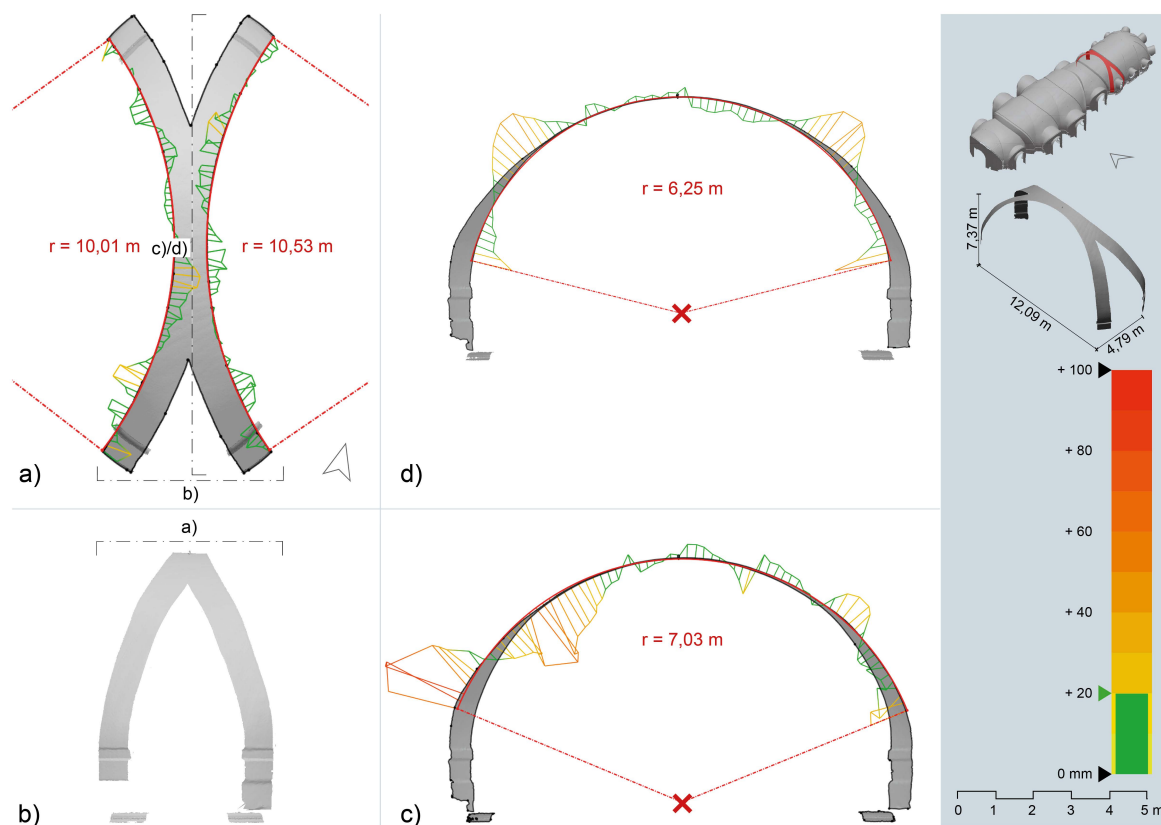 r = 10,01 m
c)/d)
r = 10,53 m
a)
b)
r = 6,25 m
d)
a)
b)
r = 7,03 m
c)
7,37 m
12,09 m
4,79 m
+ 100
+ 80
+ 60
+ 40
+ 20
0 mm
0 1 2 3 4 5 m